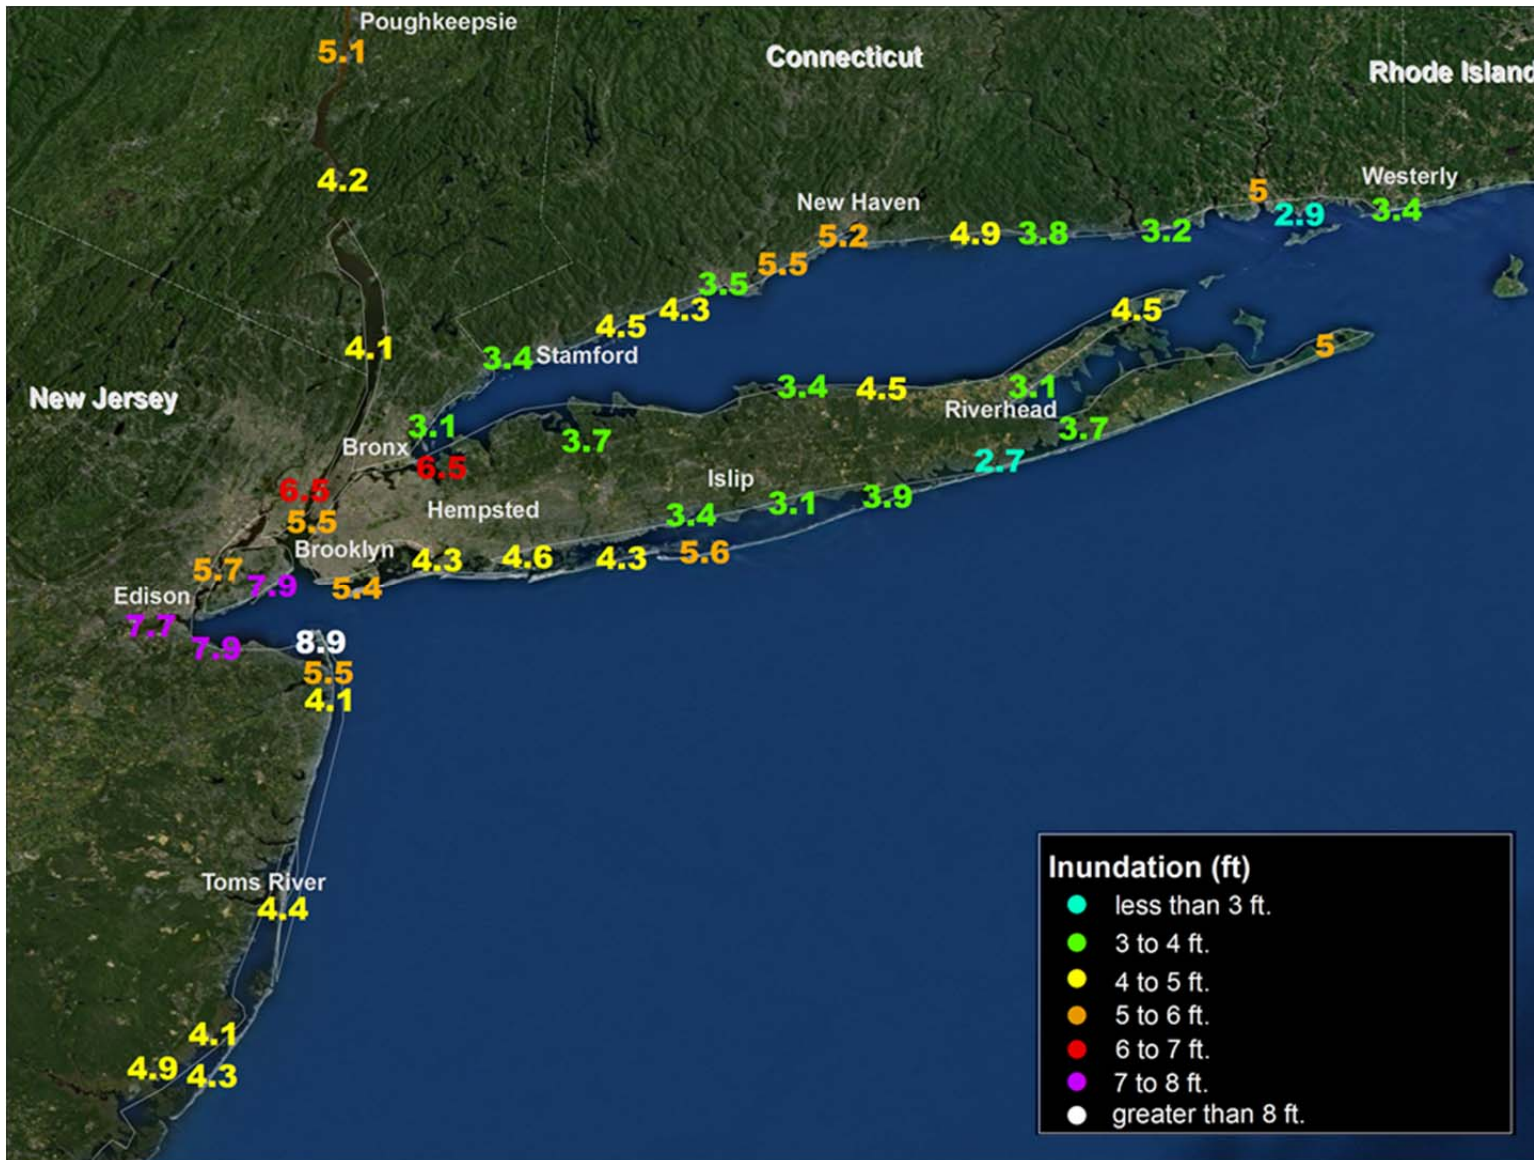 Poughkeepsie
5.1
Connecticut
Rhode Island
4.2
Westerly
5
2.9
3.4
New Haven
5.2
4.9
3.8
3.2
5.5
3.5
4.3
4.5
4.5
4.1
3.4
Stamford
5
New Jersey
3.4
4.5
3.1
Riverhead
3.1
Bronx
3.7
3.7
6.5
2.7
6.5
Islip
3.9
3.1
5.5
Hempsted
3.4
Brooklyn
4.3
4.6
4.3
5.6
5.7
7.9
5.4
Edison
7.7
7.9
8.9
5.5
4.1
Toms River
4.4
4.1
4.9
4.3
Inundation (ft)
less than 3 ft.
3 to 4 ft.
4 to 5 ft.
5 to 6 ft.
6 to 7 ft.
7 to 8 ft.
greater than 8 ft.